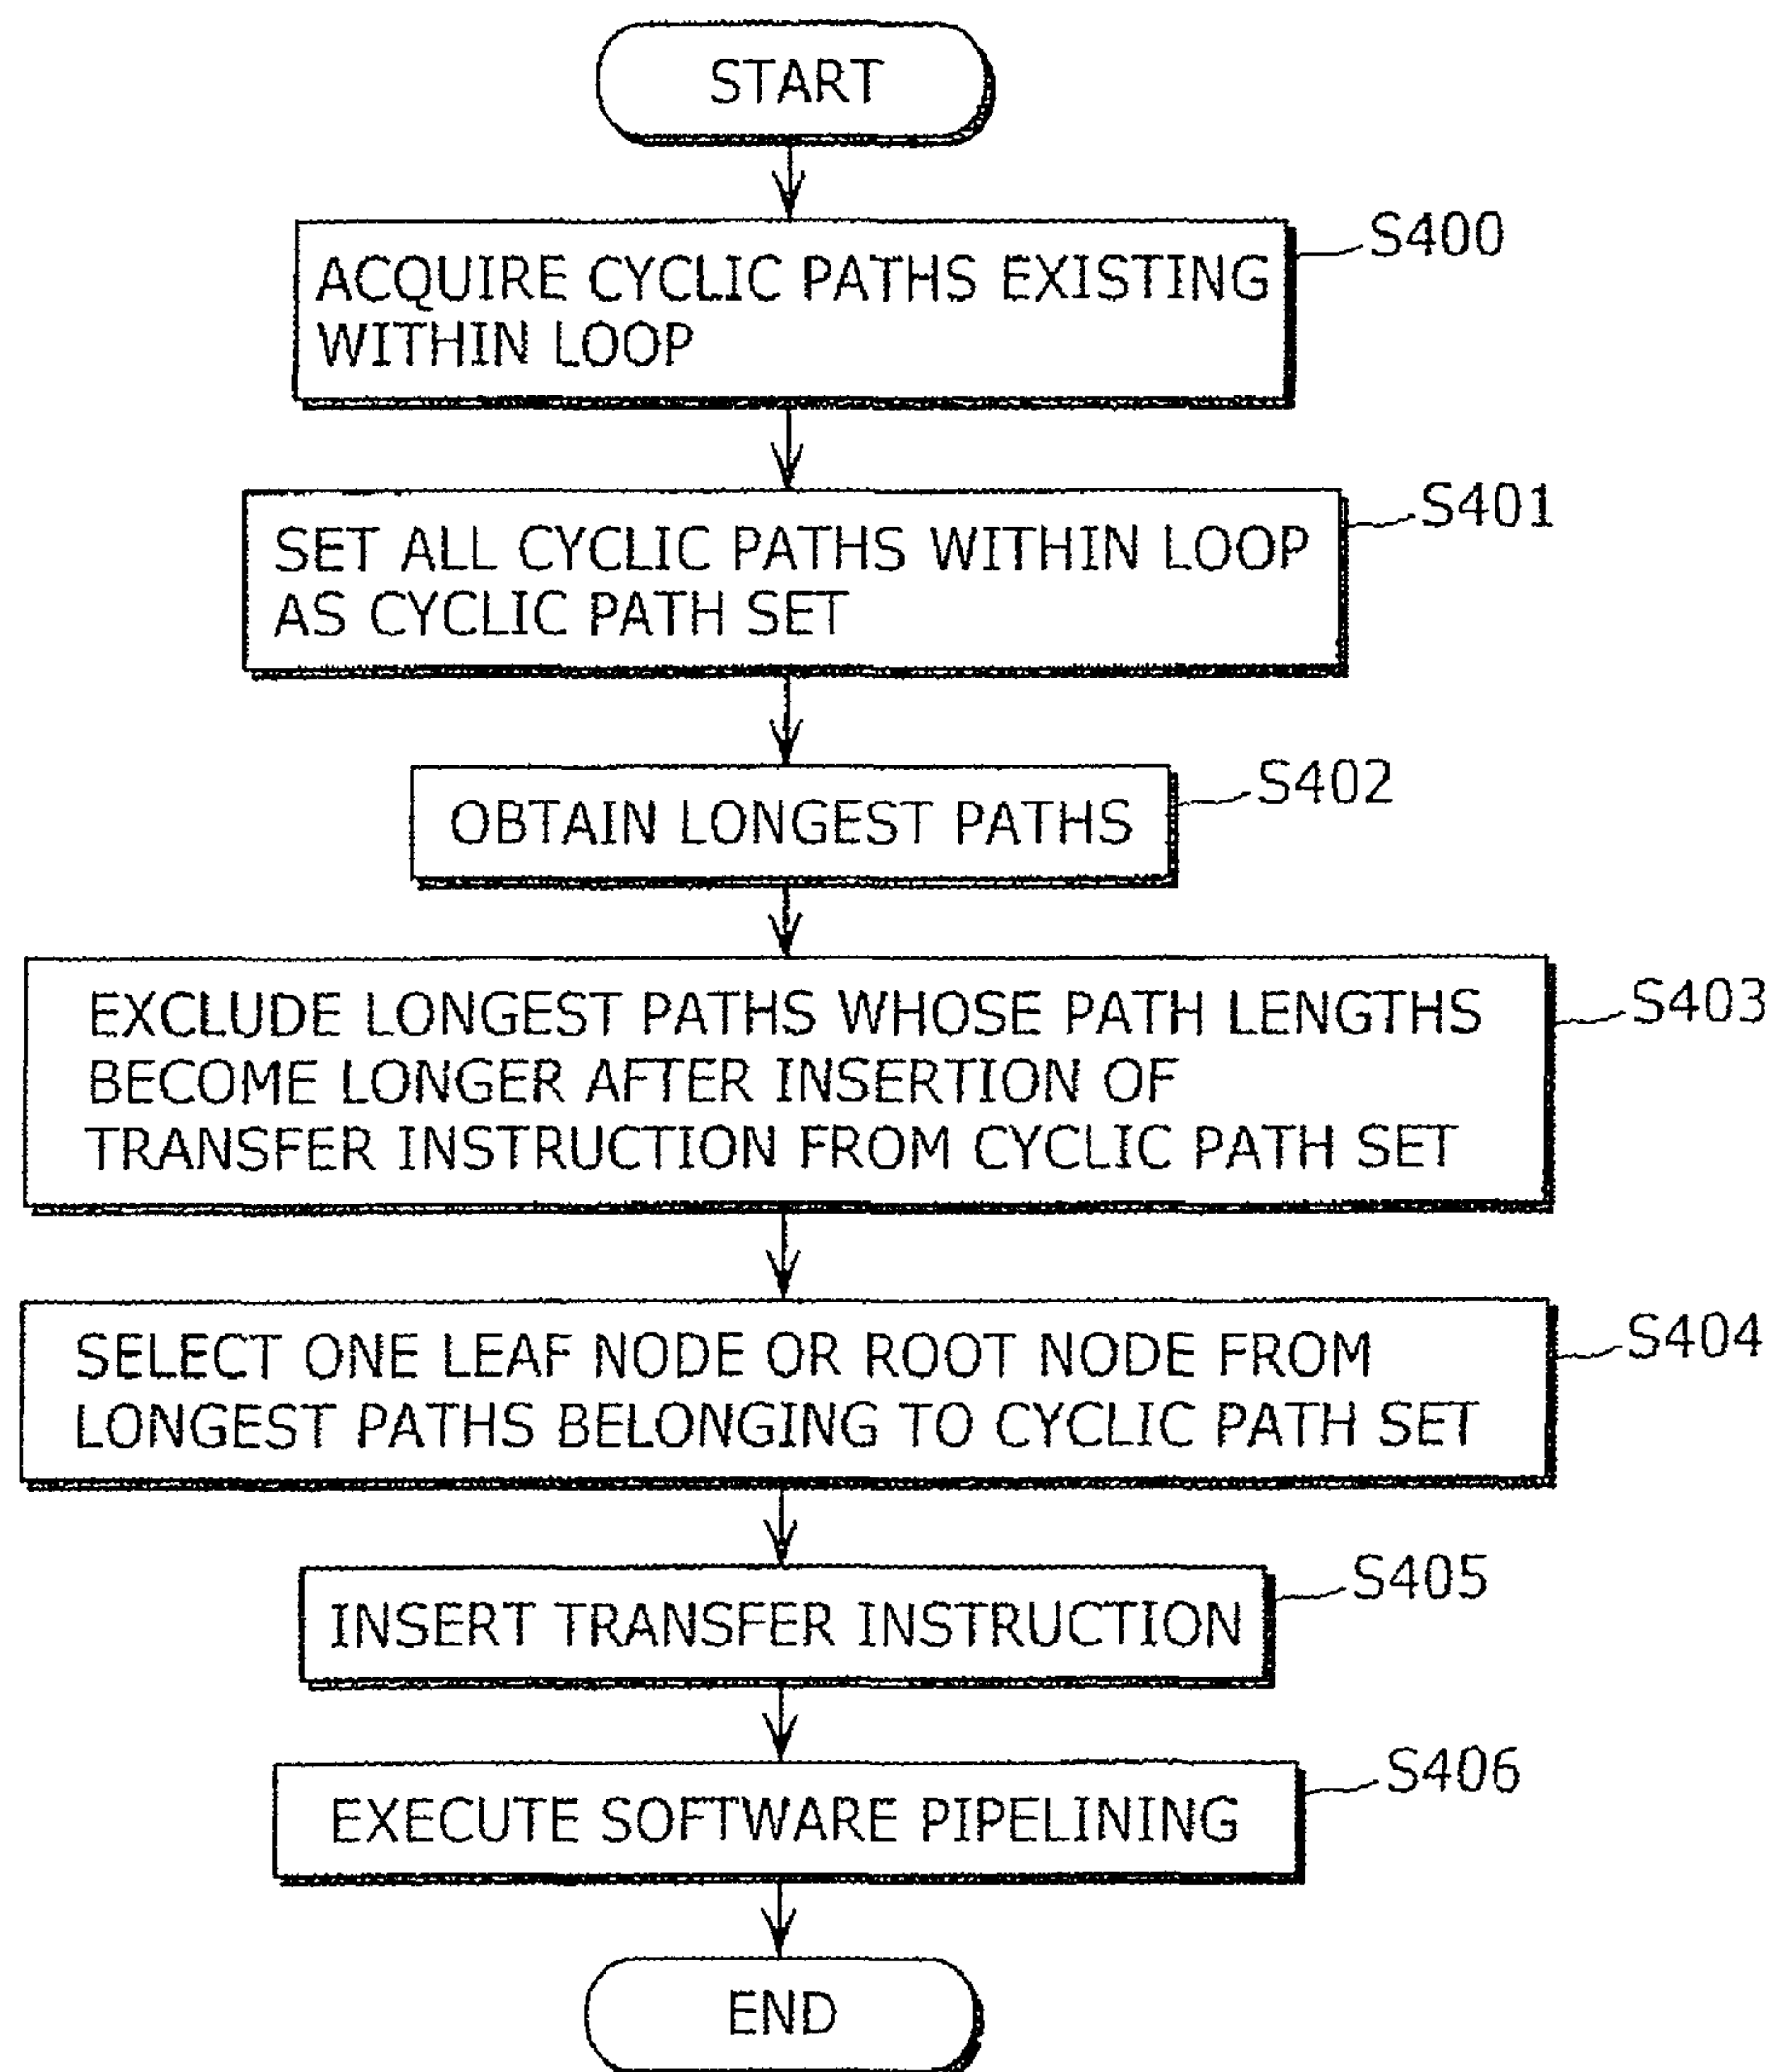 START
S400
ACQUIRE CYCLIC PATHS EXISTING
WITHIN LOOP
S401
SET ALL CYCLIC PATHS WITHIN LOOP
AS CYCLIC PATH SET
S402
OBTAIN LONGEST PATHS
S403
EXCLUDE LONGEST PATHS WHOSE PATH LENGTHS
BECOME LONGER AFTER INSERTION OF
TRANSFER INSTRUCTION FROM CYCLIC PATH SET
S404
SELECT ONE LEAF NODE OR ROOT NODE FROM
LONGEST PATHS BELONGING TO CYCLIC PATH SET
S405
INSERT TRANSFER INSTRUCTION
S406
EXECUTE SOFTWARE PIPELINING
END